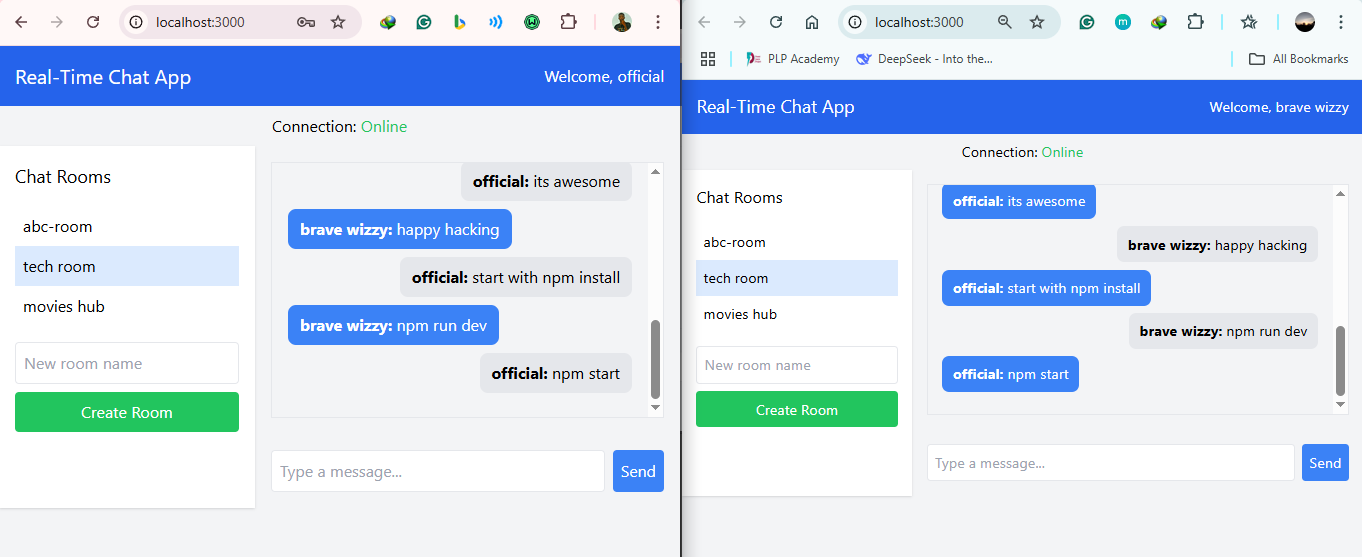 localhost:3000
Real-Time Chat App
Welcome, official
Connection: Online
Chat Rooms
abc-room
tech room
movies hub
New room name
Create Room
official: its awesome
brave wizzy: happy hacking
official: start with npm install
brave wizzy: npm run dev
official: npm start
Type a message...
Send
localhost:3000
PLP Academy
DeepSeek - Into the...
All Bookmarks
Real-Time Chat App
Welcome, brave wizzy
Connection: Online
Chat Rooms
abc-room
tech room
movies hub
New room name
Create Room
official: its awesome
brave wizzy: happy hacking
official: start with npm install
brave wizzy: npm run dev
official: npm start
Type a message...
Send